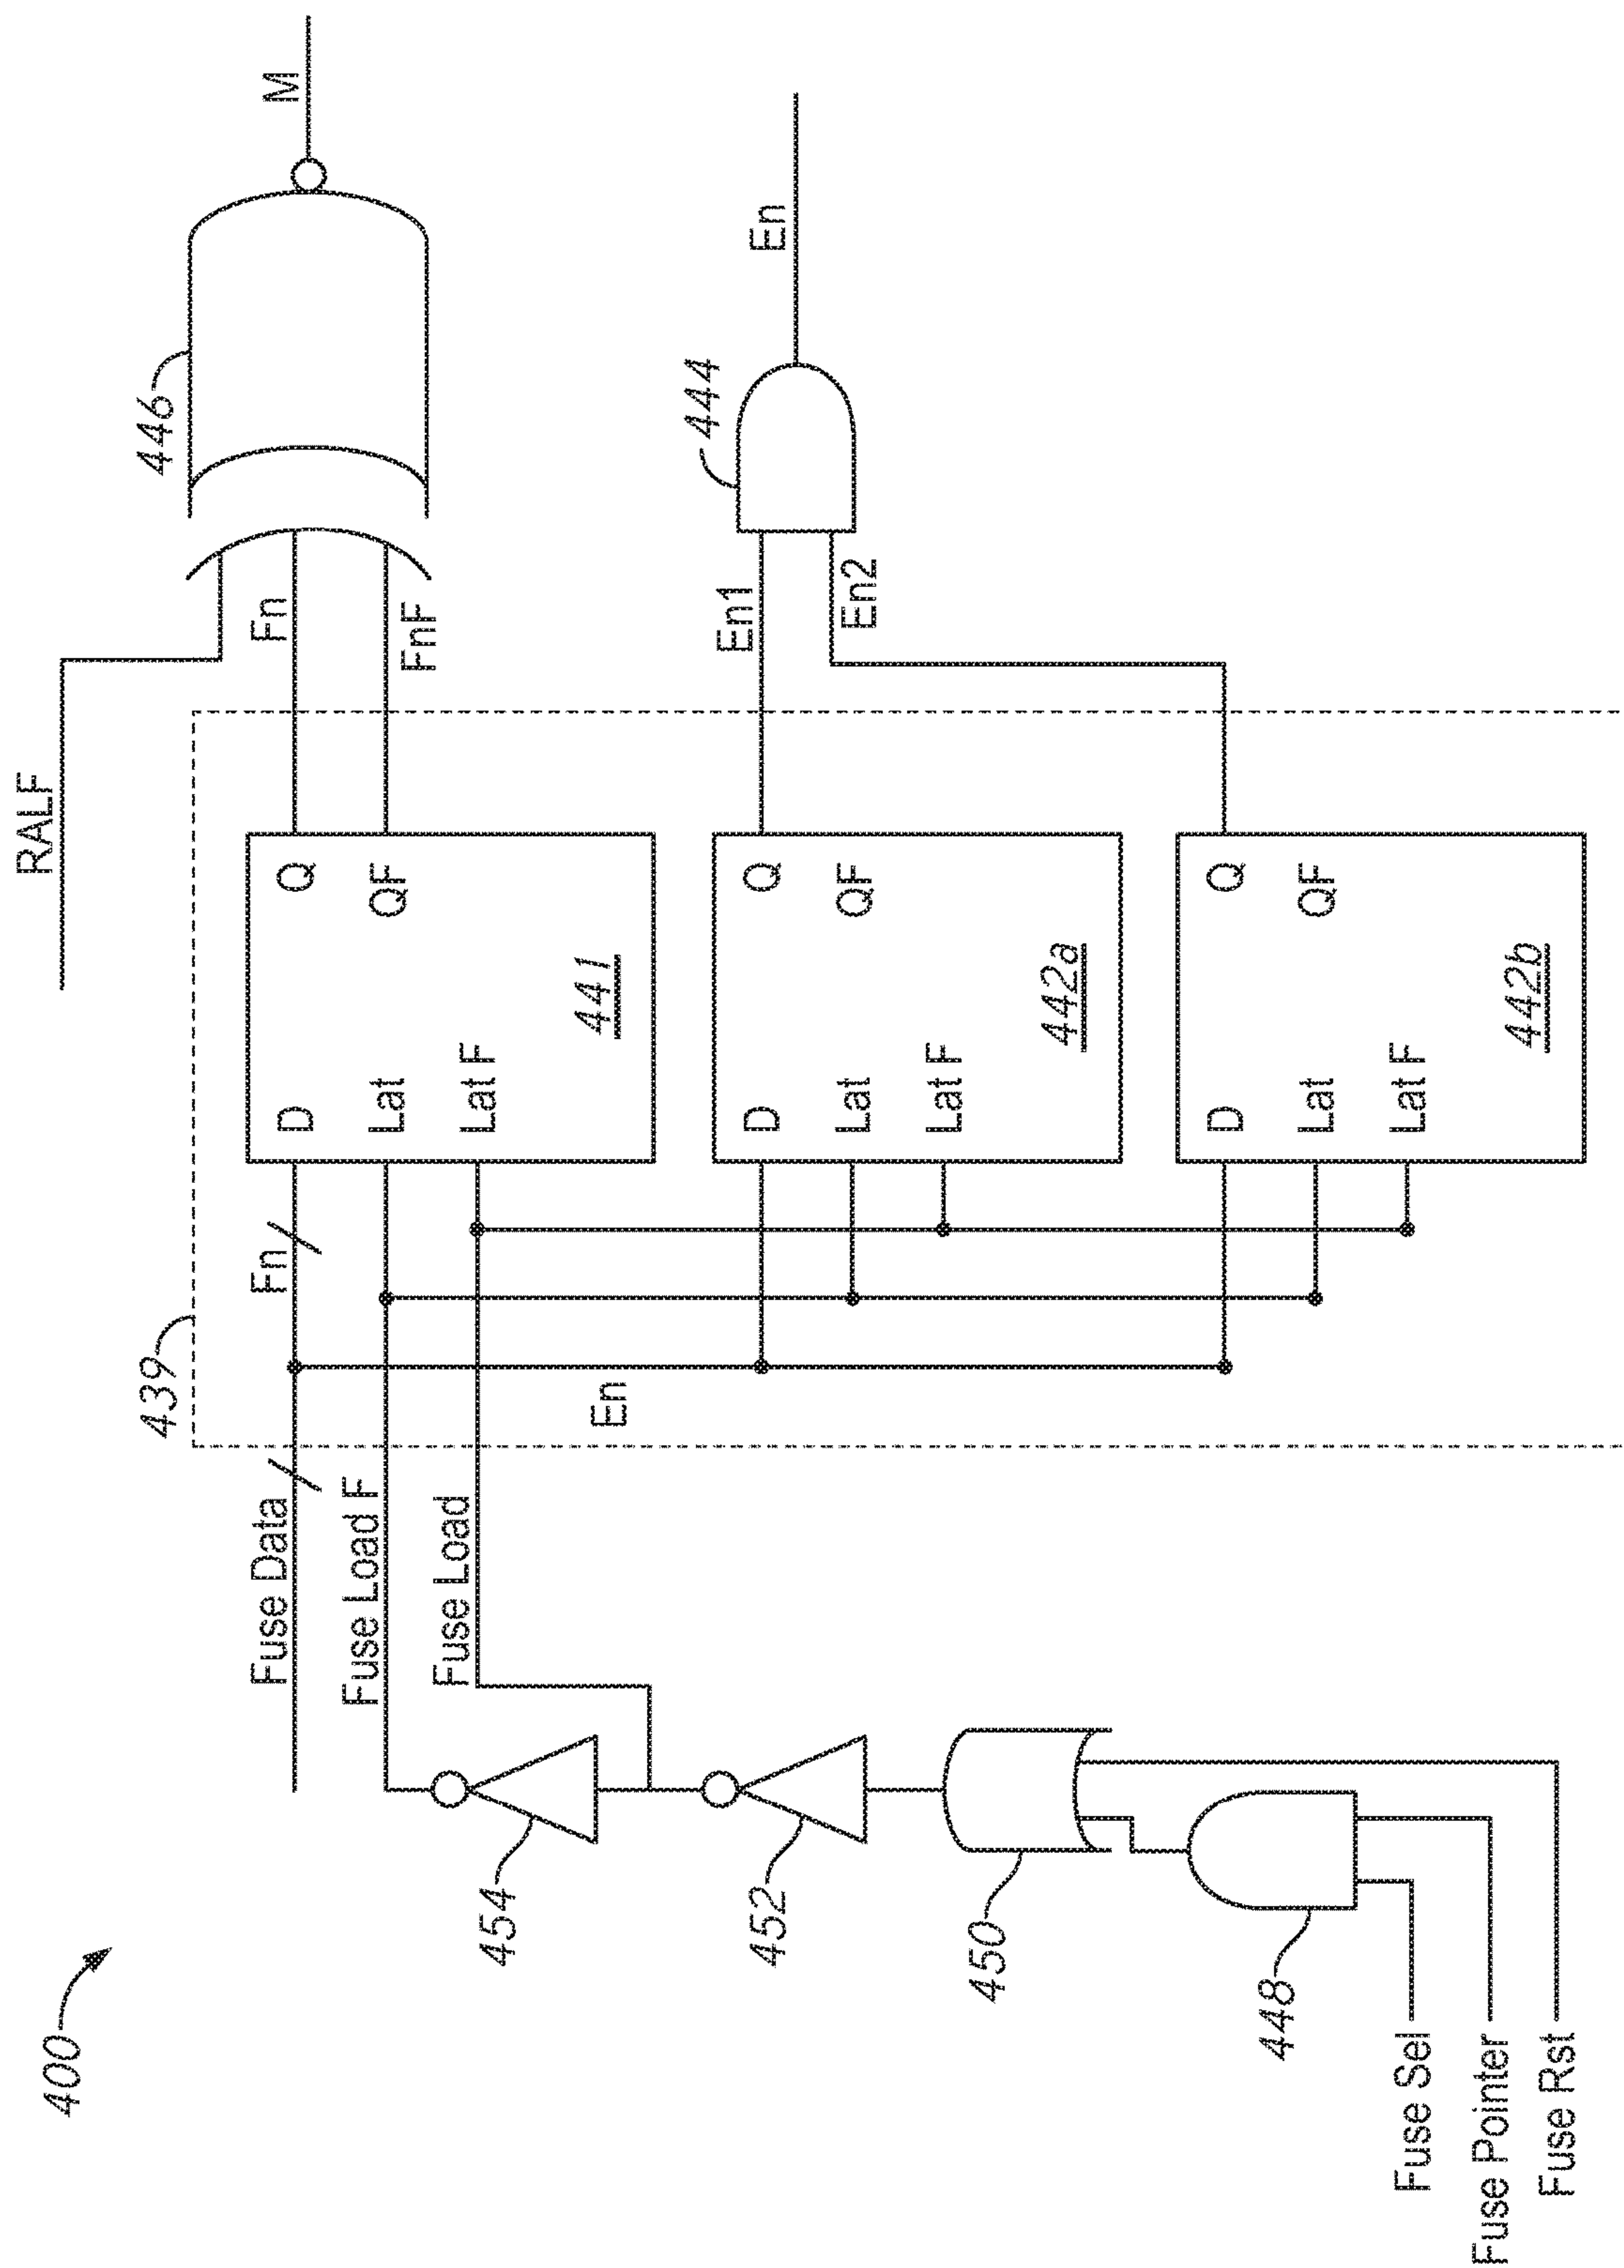 400
RALF
439
446
M
Fuse Data
Fn
D
Q
Fn
Fuse Load F
Lat
QF
FnF
Fuse Load
Lat F
441
En
454
452
450
448
D
Q
En1
444
En
Lat
QF
En2
Lat F
442a
D
Q
Lat
QF
Lat F
442b
Fuse Sel
Fuse Pointer
Fuse Rst